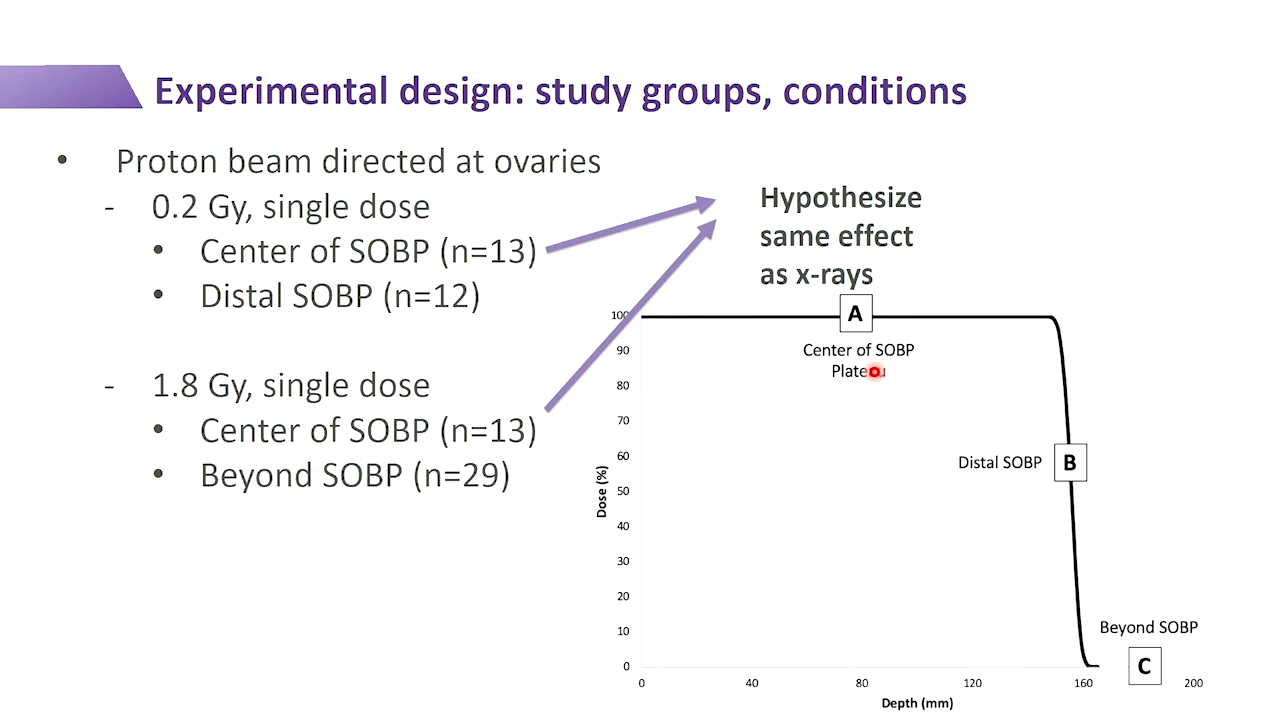 Experimental design: study groups, conditions
• Proton beam directed at ovaries
- 0.2 Gy, single dose
• Center of SOBP (n=13)
• Distal SOBP (n=12)
- 1.8 Gy, single dose
• Center of SOBP (n=13)
• Beyond SOBP (n=29)
Hypothesize
same effect
as x-rays
A
Center of SOBP
Plateau
Distal SOBP
B
Beyond SOBP
C
Dose (%)
100
90
80
70
60
50
40
30
20
10
0
0 40 80 120 160 200
Depth (mm)